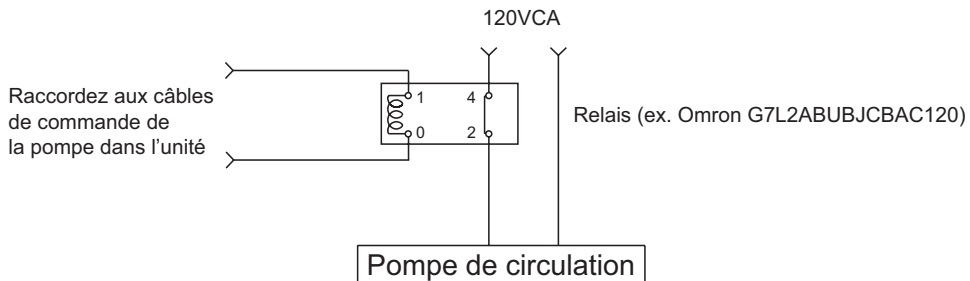 120VCA
Raccordez aux câbles
de commande de
la pompe dans l'unité
1 4
0 2
Relais (ex. Omron G7L2ABUBJCBAC120)
Pompe de circulation